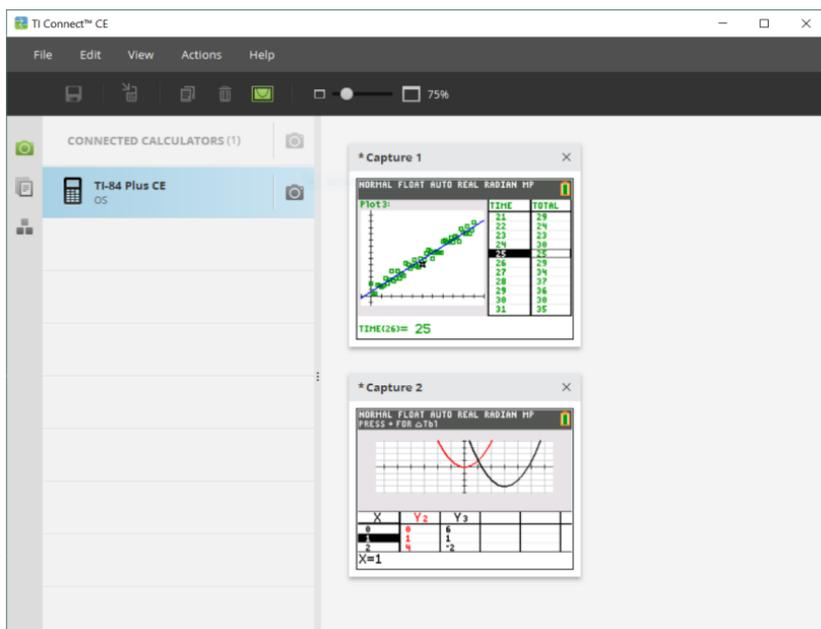 TI Connect™ CE
File Edit View Actions Help
75%
CONNECTED CALCULATORS (1)
TI-84 Plus CE
OS
* Capture 1
NORMAL FLOAT AUTO REAL RADIAN MP
Plot3:
TIME TOTAL
21 29
22 24
23 23
24 30
25 25
26 29
27 34
28 37
29 36
30 30
31 35
TIME(26)= 25
* Capture 2
NORMAL FLOAT AUTO REAL RADIAN MP
PRESS + FOR △Tb1
X Y2 Y3
0 0 6
1 1 1
2 4 -2
X=1